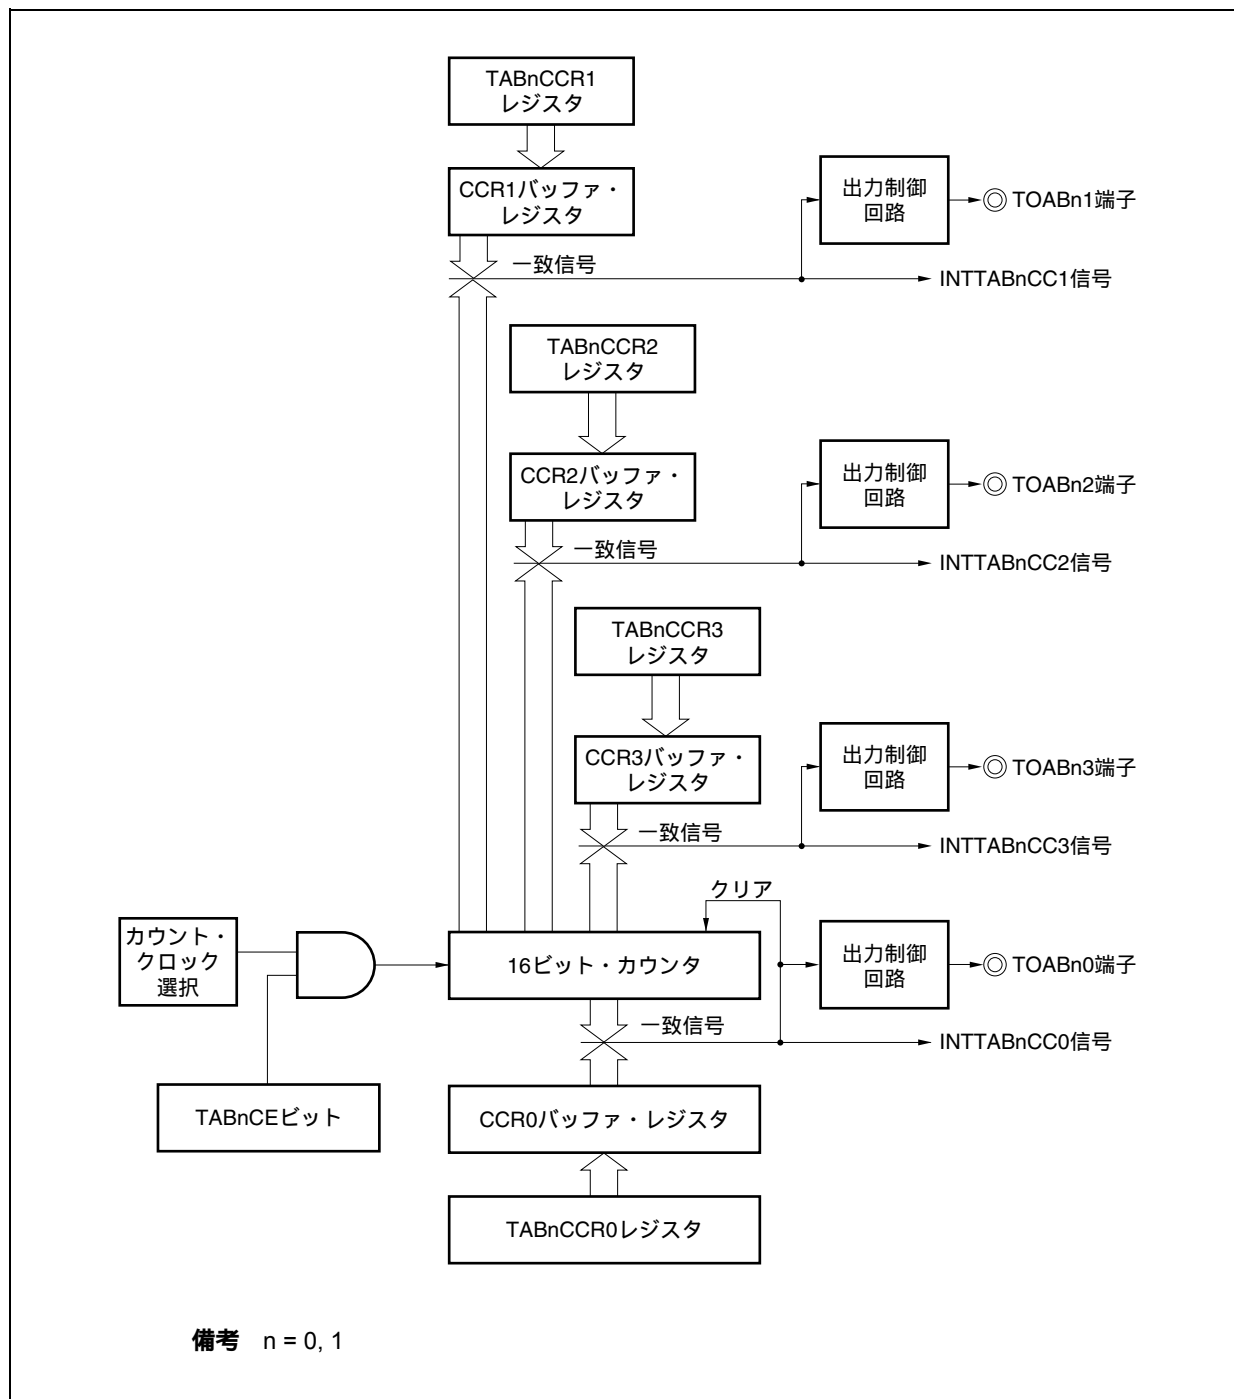 TABnCCR1
レジスタ
CCR1バッファ・
レジスタ
出力制御
回路
TOABn1端子
一致信号
INTTABnCC1信号
TABnCCR2
レジスタ
CCR2バッファ・
レジスタ
出力制御
回路
TOABn2端子
一致信号
INTTABnCC2信号
TABnCCR3
レジスタ
CCR3バッファ・
レジスタ
出力制御
回路
TOABn3端子
一致信号
INTTABnCC3信号
クリア
カウント・
クロック
選択
16ビット・カウンタ
出力制御
回路
TOABn0端子
一致信号
INTTABnCC0信号
TABnCEビット
CCR0バッファ・レジスタ
TABnCCR0レジスタ
備考 n = 0, 1